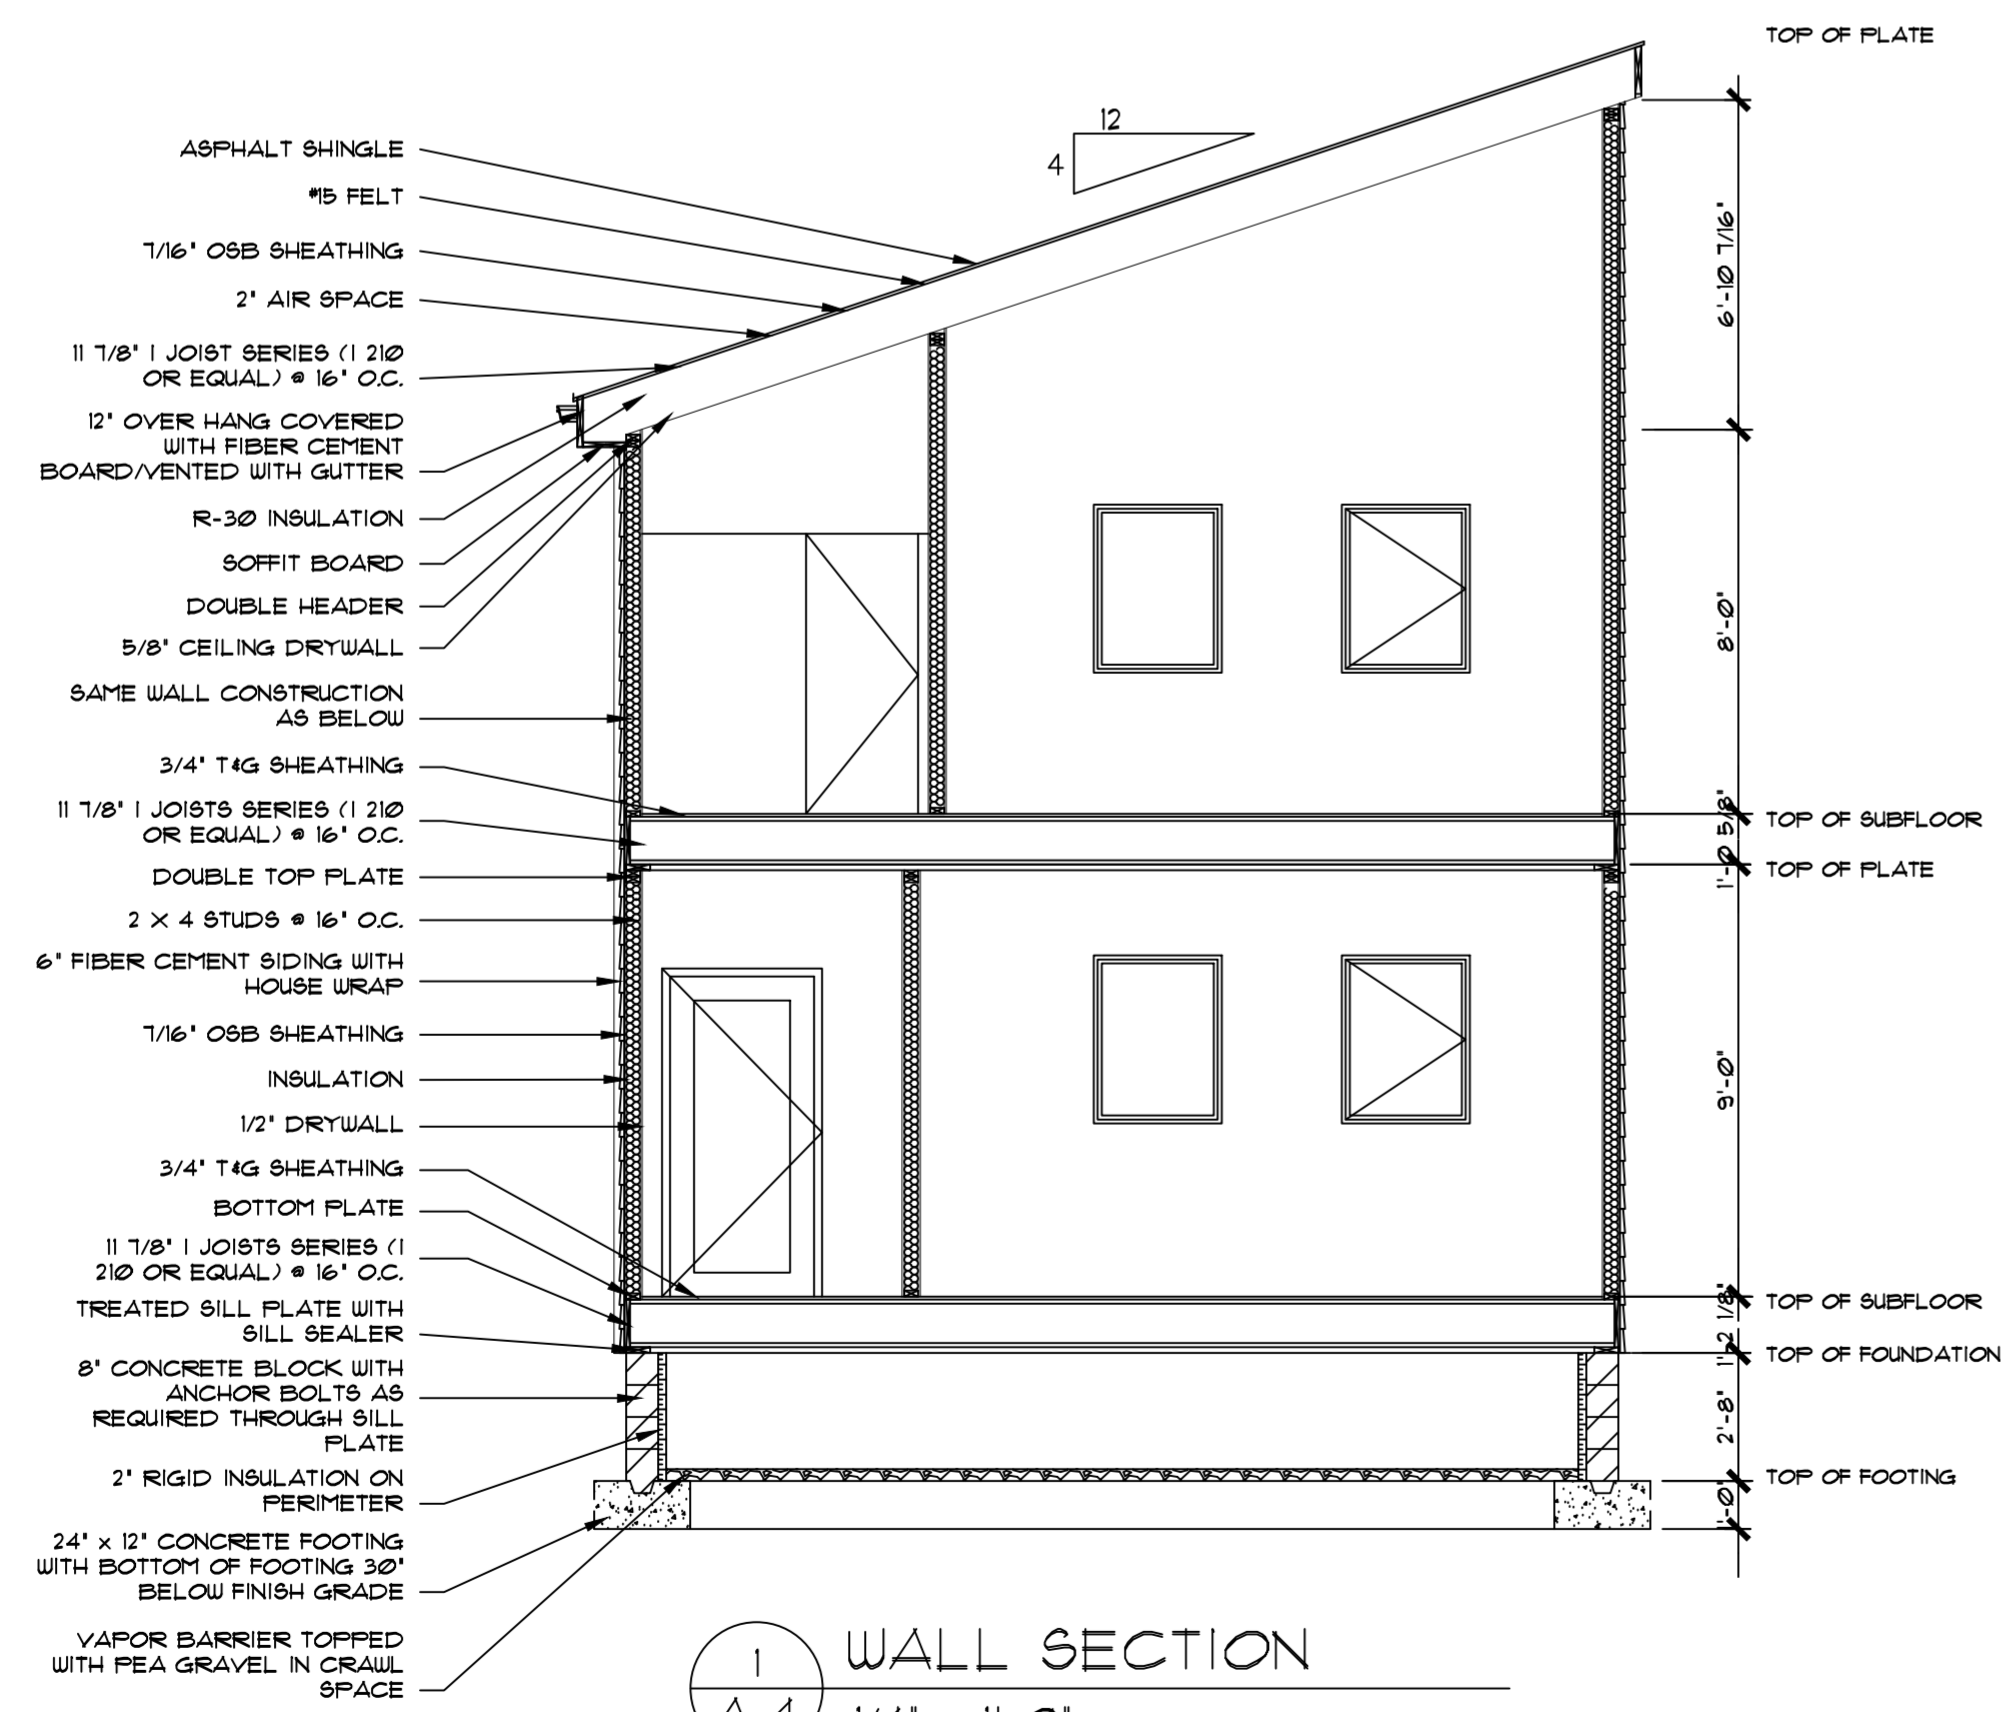 TOP OF PLATE
12
4
ASPHALT SHINGLE
#15 FELT
7/16" OSB SHEATHING
2" AIR SPACE
11 7/8" I JOIST SERIES (I 210
OR EQUAL) @ 16" O.C.
12" OVER HANG COVERED
WITH FIBER CEMENT
BOARD/VENTED WITH GUTTER
R-30 INSULATION
SOFFIT BOARD
DOUBLE HEADER
5/8" CEILING DRYWALL
SAME WALL CONSTRUCTION
AS BELOW
3/4" T&G SHEATHING
11 7/8" I JOISTS SERIES (I 210
OR EQUAL) @ 16" O.C.
DOUBLE TOP PLATE
2 X 4 STUDS @ 16" O.C.
6" FIBER CEMENT SIDING WITH
HOUSE WRAP
7/16" OSB SHEATHING
INSULATION
1/2" DRYWALL
3/4" T&G SHEATHING
BOTTOM PLATE
11 7/8" I JOISTS SERIES (I
210 OR EQUAL) @ 16" O.C.
TREATED SILL PLATE WITH
SILL SEALER
8" CONCRETE BLOCK WITH
ANCHOR BOLTS AS
REQUIRED THROUGH SILL
PLATE
2" RIGID INSULATION ON
PERIMETER
24" x 12" CONCRETE FOOTING
WITH BOTTOM OF FOOTING 30"
BELOW FINISH GRADE
VAPOR BARRIER TOPPED
WITH PEA GRAVEL IN CRAWL
SPACE
6'-10 7/16"
8'-0"
1'-0 5/8"
9'-0"
1'-2 1/8"
2'-8"
1'-0"
TOP OF SUBFLOOR
TOP OF PLATE
TOP OF SUBFLOOR
TOP OF FOUNDATION
TOP OF FOOTING
1
WALL SECTION